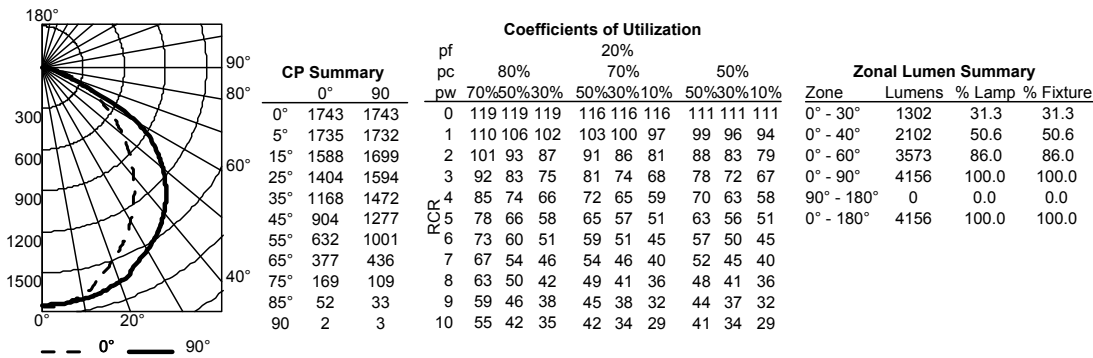 180°
300
600
900
1200
1500
0°
20°
40°
60°
80°
90°
0° 90°
CP Summary
0° 90
0° 1743 1743
5° 1735 1732
15° 1588 1699
25° 1404 1594
35° 1168 1472
45° 904 1277
55° 632 1001
65° 377 436
75° 169 109
85° 52 33
90 2 3
Coefficients of Utilization
pf 20%
pc 80% 70% 50%
pw 70%50%30% 50%30%10% 50%30%10%
RCR
0 119 119 119 116 116 116 111 111 111
1 110 106 102 103 100 97 99 96 94
2 101 93 87 91 86 81 88 83 79
3 92 83 75 81 74 68 78 72 67
4 85 74 66 72 65 59 70 63 58
5 78 66 58 65 57 51 63 56 51
6 73 60 51 59 51 45 57 50 45
7 67 54 46 54 46 40 52 45 40
8 63 50 42 49 41 36 48 41 36
9 59 46 38 45 38 32 44 37 32
10 55 42 35 42 34 29 41 34 29
Zonal Lumen Summary
Zone Lumens % Lamp % Fixture
0° - 30° 1302 31.3 31.3
0° - 40° 2102 50.6 50.6
0° - 60° 3573 86.0 86.0
0° - 90° 4156 100.0 100.0
90° - 180° 0 0.0 0.0
0° - 180° 4156 100.0 100.0